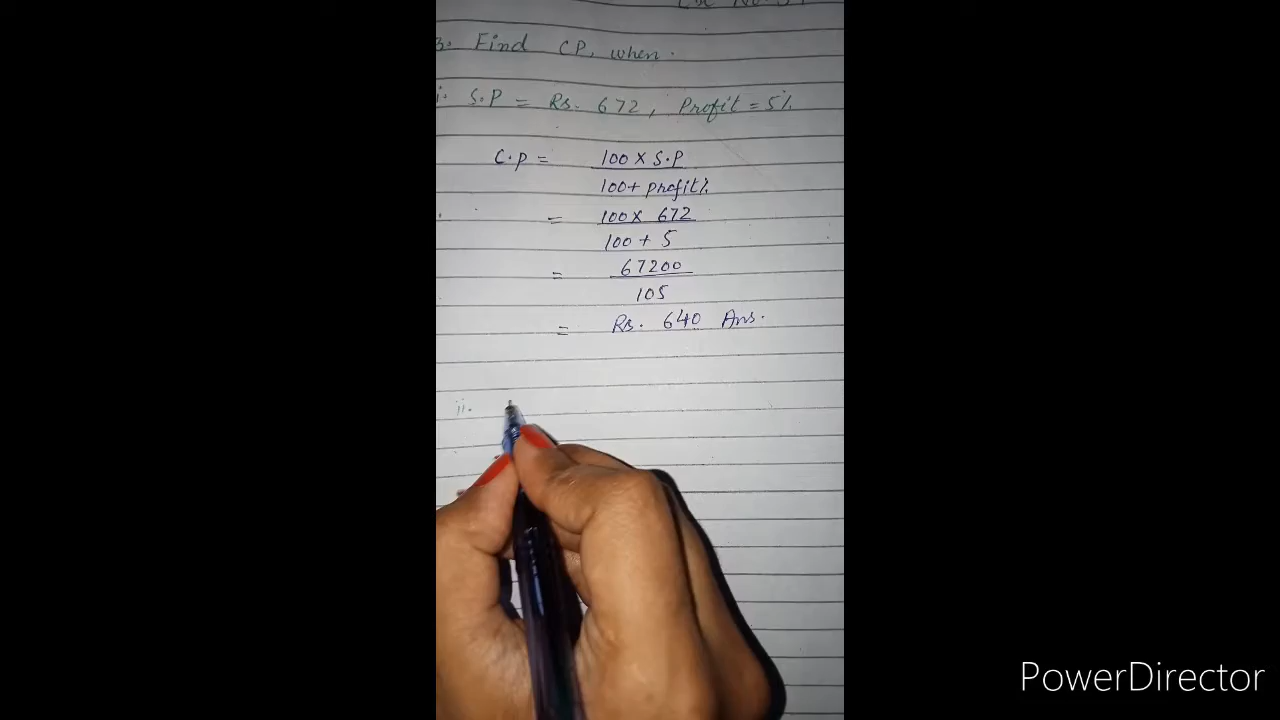 3. Find CP, when.
i. S.P = Rs. 672, Profit = 5%
C.P = 100 X S.P
100+ profit%
= 100 X 672
100 + 5
= 67200
105
= Rs. 640 Ans.
ii.
PowerDirector